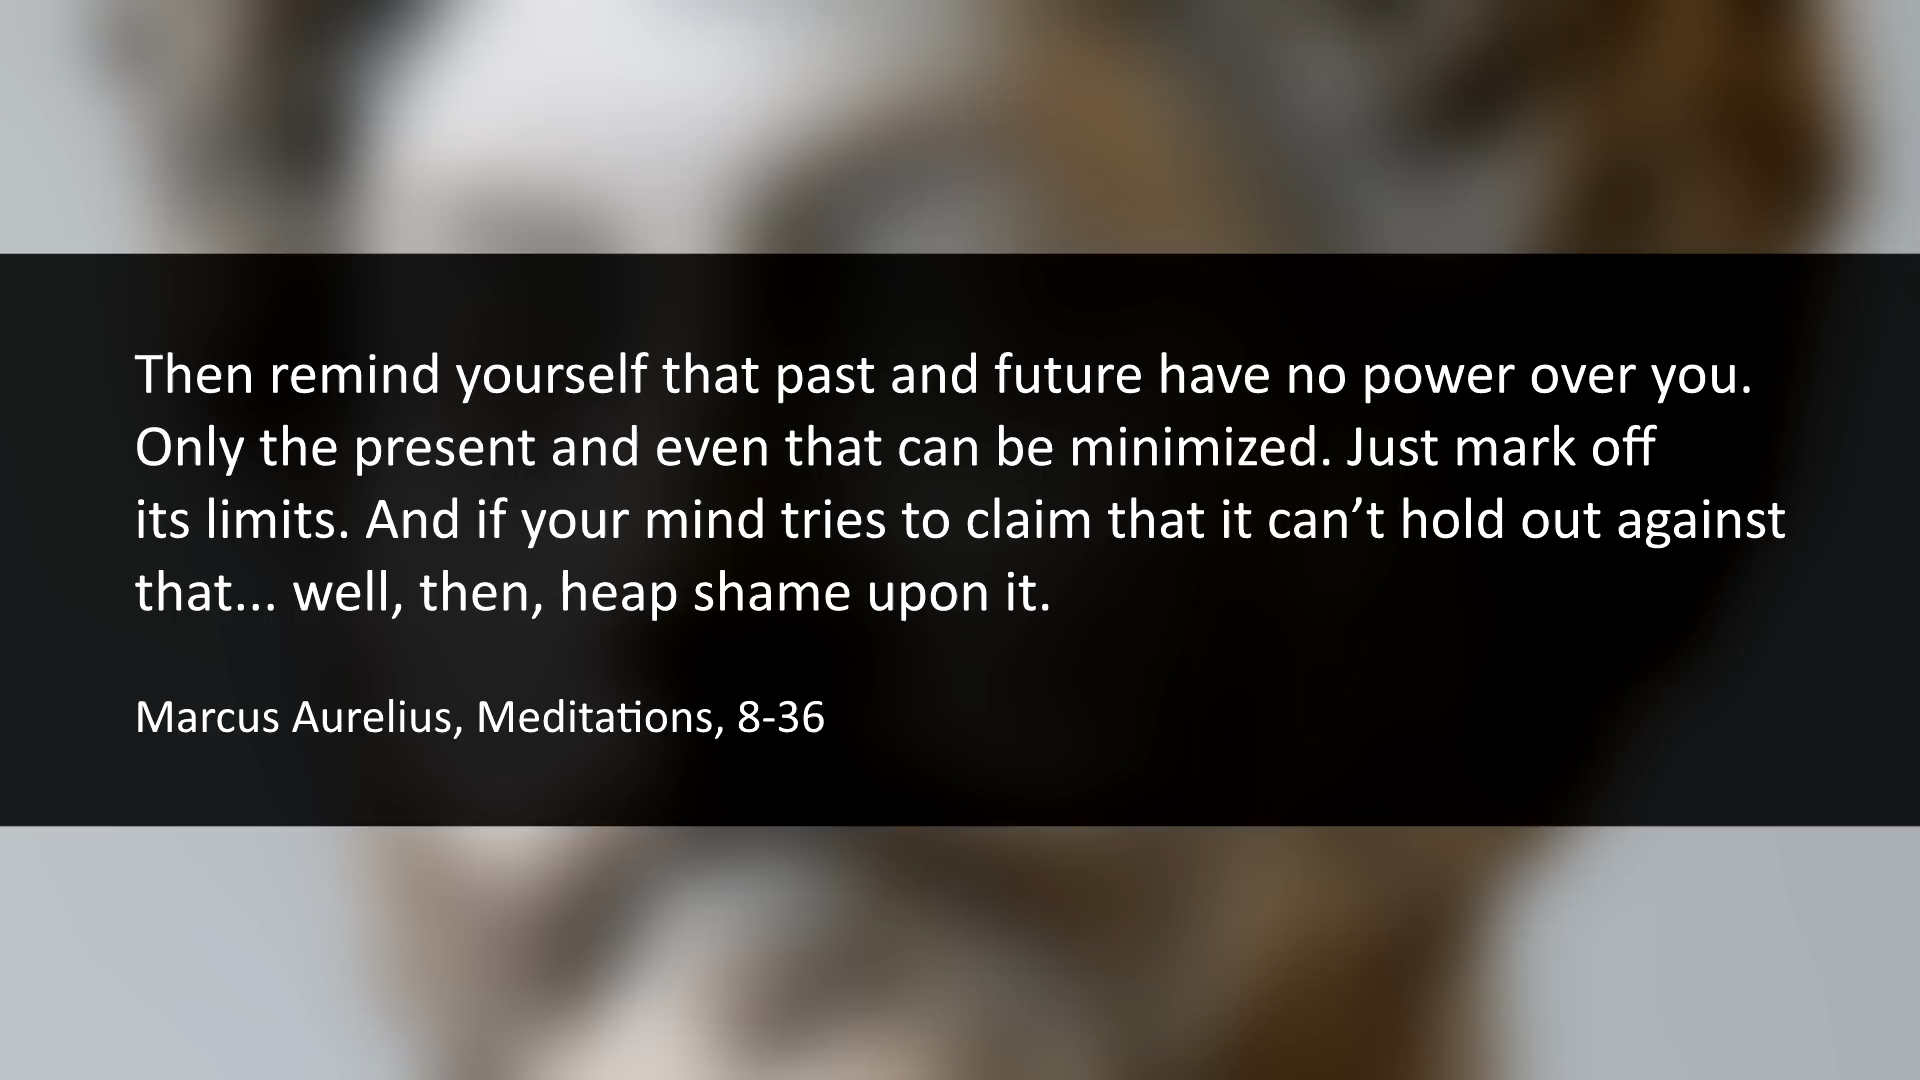 Then remind yourself that past and future have no power over you.
Only the present and even that can be minimized. Just mark off
its limits. And if your mind tries to claim that it can’t hold out against
that... well, then, heap shame upon it.
Marcus Aurelius, Meditations, 8-36